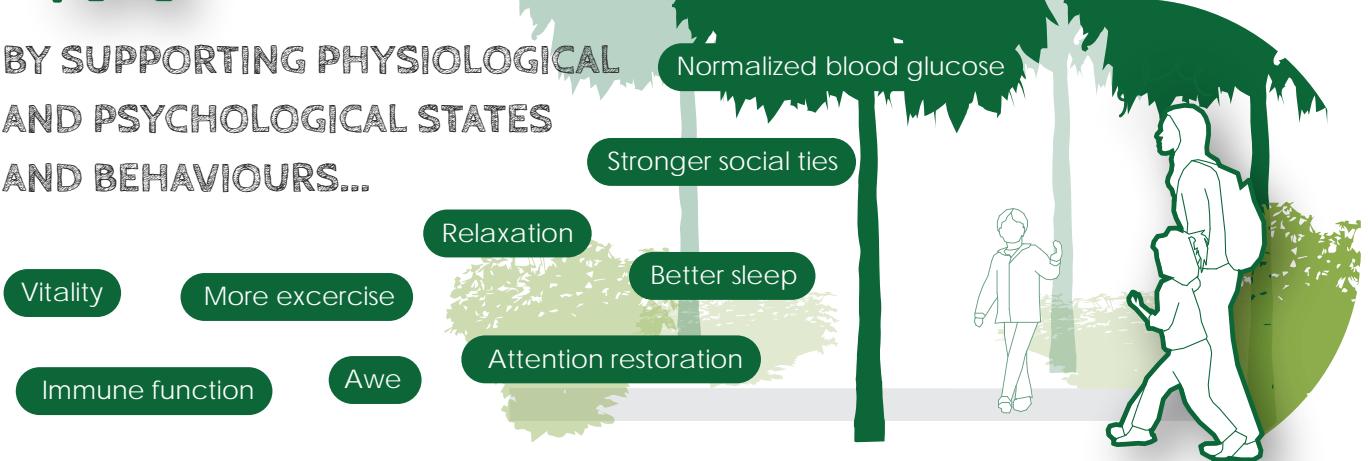 BY SUPPORTING PHYSIOLOGICAL
AND PSYCHOLOGICAL STATES
AND BEHAVIOURS...
Normalized blood glucose
Stronger social ties
Relaxation
Better sleep
Vitality
More excercise
Attention restoration
Awe
Immune function